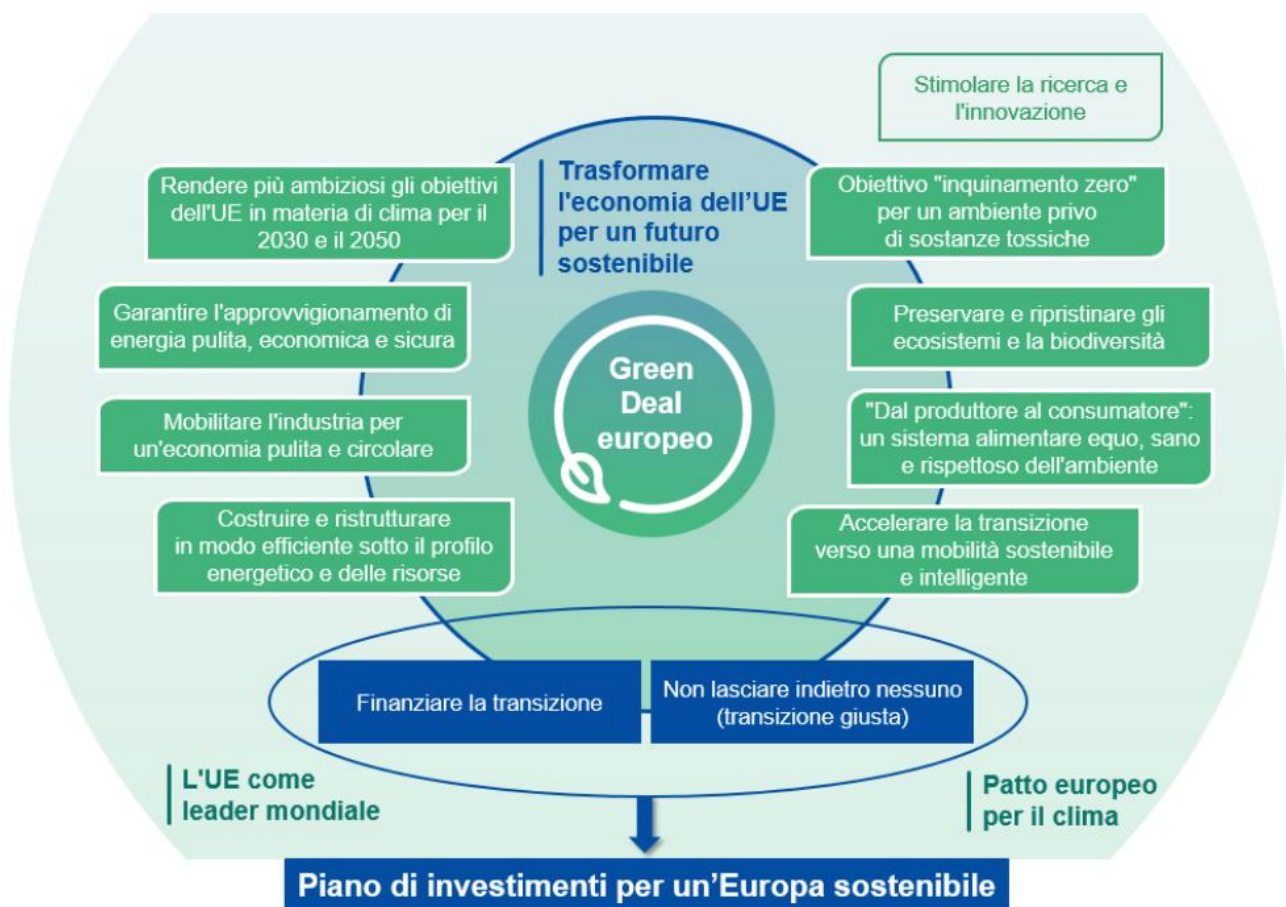 Stimolare la ricerca e
l'innovazione
Trasformare
l'economia dell'UE
per un futuro
sostenibile
Rendere più ambiziosi gli obiettivi
dell'UE in materia di clima per il
2030 e il 2050
Obiettivo "inquinamento zero"
per un ambiente privo
di sostanze tossiche
Garantire l'approvvigionamento di
energia pulita, economica e sicura
Preservare e ripristinare gli
ecosistemi e la biodiversità
Green
Deal
europeo
Mobilitare l'industria per
un'economia pulita e circolare
"Dal produttore al consumatore":
un sistema alimentare equo, sano
e rispettoso dell'ambiente
Costruire e ristrutturare
in modo efficiente sotto il profilo
energetico e delle risorse
Accelerare la transizione
verso una mobilità sostenibile
e intelligente
Finanziare la transizione
Non lasciare indietro nessuno
(transizione giusta)
L'UE come
leader mondiale
Patto europeo
per il clima
Piano di investimenti per un'Europa sostenibile